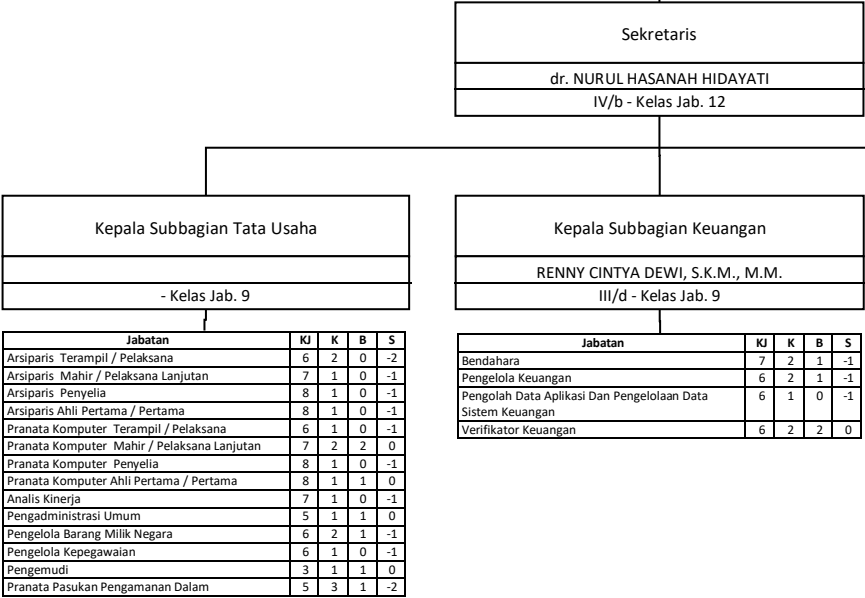 Sekretaris
dr. NURUL HASANAH HIDAYATI
IV/b - Kelas Jab. 12
Kepala Subbagian Tata Usaha
- Kelas Jab. 9
Jabatan KJ K B S
Arsiparis Terampil / Pelaksana 6 2 0 -2
Arsiparis Mahir / Pelaksana Lanjutan 7 1 0 -1
Arsiparis Penyelia 8 1 0 -1
Arsiparis Ahli Pertama / Pertama 8 1 0 -1
Pranata Komputer Terampil / Pelaksana 6 1 0 -1
Pranata Komputer Mahir / Pelaksana Lanjutan 7 2 2 0
Pranata Komputer Penyelia 8 1 0 -1
Pranata Komputer Ahli Pertama / Pertama 8 1 1 0
Analis Kinerja 7 1 0 -1
Pengadministrasi Umum 5 1 1 0
Pengelola Barang Milik Negara 6 2 1 -1
Pengelola Kepegawaian 6 1 0 -1
Pengemudi 3 1 1 0
Pranata Pasukan Pengamanan Dalam 5 3 1 -2
Kepala Subbagian Keuangan
RENNY CINTYA DEWI, S.K.M., M.M.
III/d - Kelas Jab. 9
Jabatan KJ K B S
Bendahara 7 2 1 -1
Pengelola Keuangan 6 2 1 -1
Pengolah Data Aplikasi Dan Pengelolaan Data 6 1 0 -1
Sistem Keuangan
Verifikator Keuangan 6 2 2 0